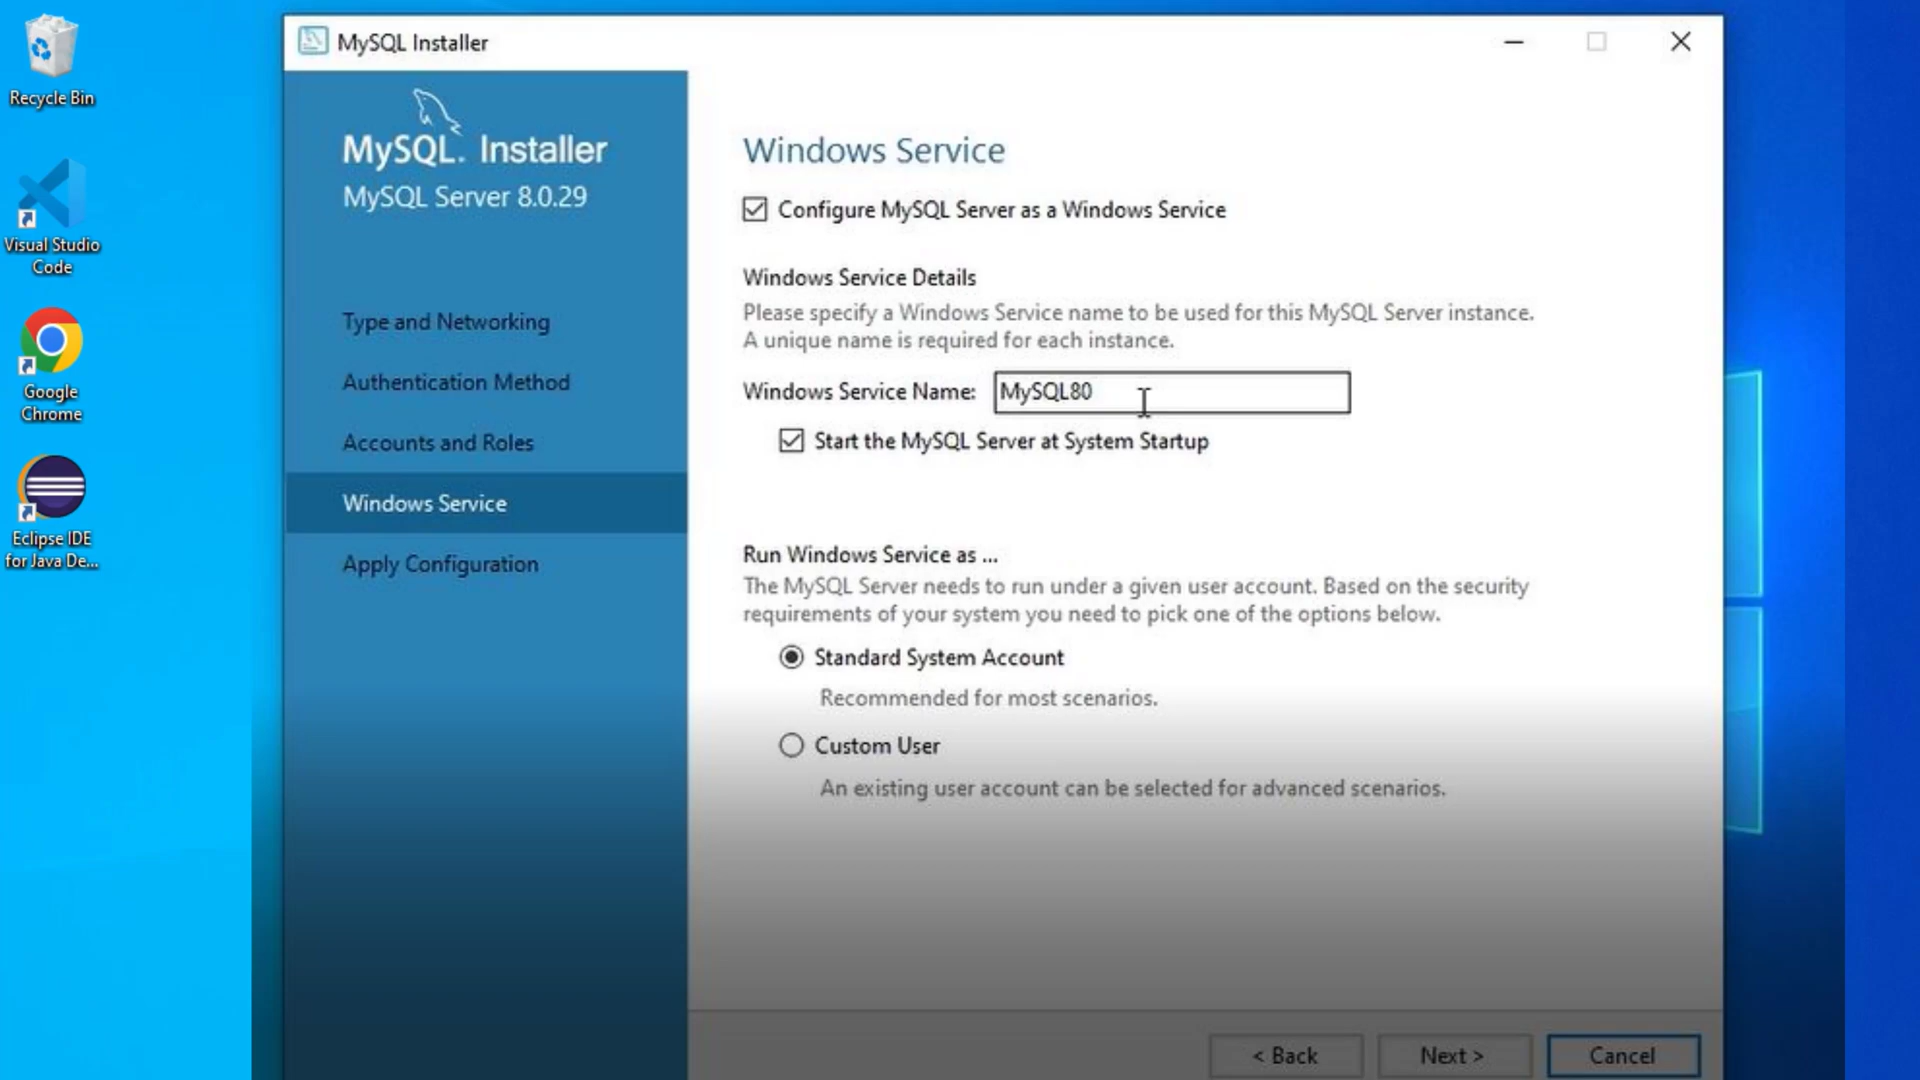 Recycle Bin
Visual Studio
Code
Google
Chrome
Eclipse IDE
for Java De...
MySQL Installer
MySQL. Installer
MySQL Server 8.0.29
Type and Networking
Authentication Method
Accounts and Roles
Windows Service
Apply Configuration
Windows Service
Configure MySQL Server as a Windows Service
Windows Service Details
Please specify a Windows Service name to be used for this MySQL Server instance.
A unique name is required for each instance.
Windows Service Name: MySQL80
Start the MySQL Server at System Startup
Run Windows Service as ...
The MySQL Server needs to run under a given user account. Based on the security
requirements of your system you need to pick one of the options below.
Standard System Account
Recommended for most scenarios.
Custom User
An existing user account can be selected for advanced scenarios.
< Back
Next >
Cancel